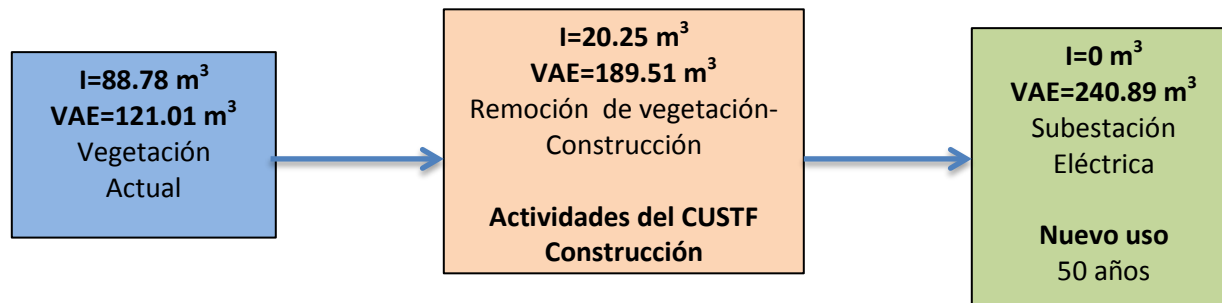 I=88.78 m³
VAE=121.01 m³
Vegetación
Actual
I=20.25 m³
VAE=189.51 m³
Remoción de vegetación-
Construcción
Actividades del CUSTF
Construcción
I=0 m³
VAE=240.89 m³
Subestación
Eléctrica
Nuevo uso
50 años